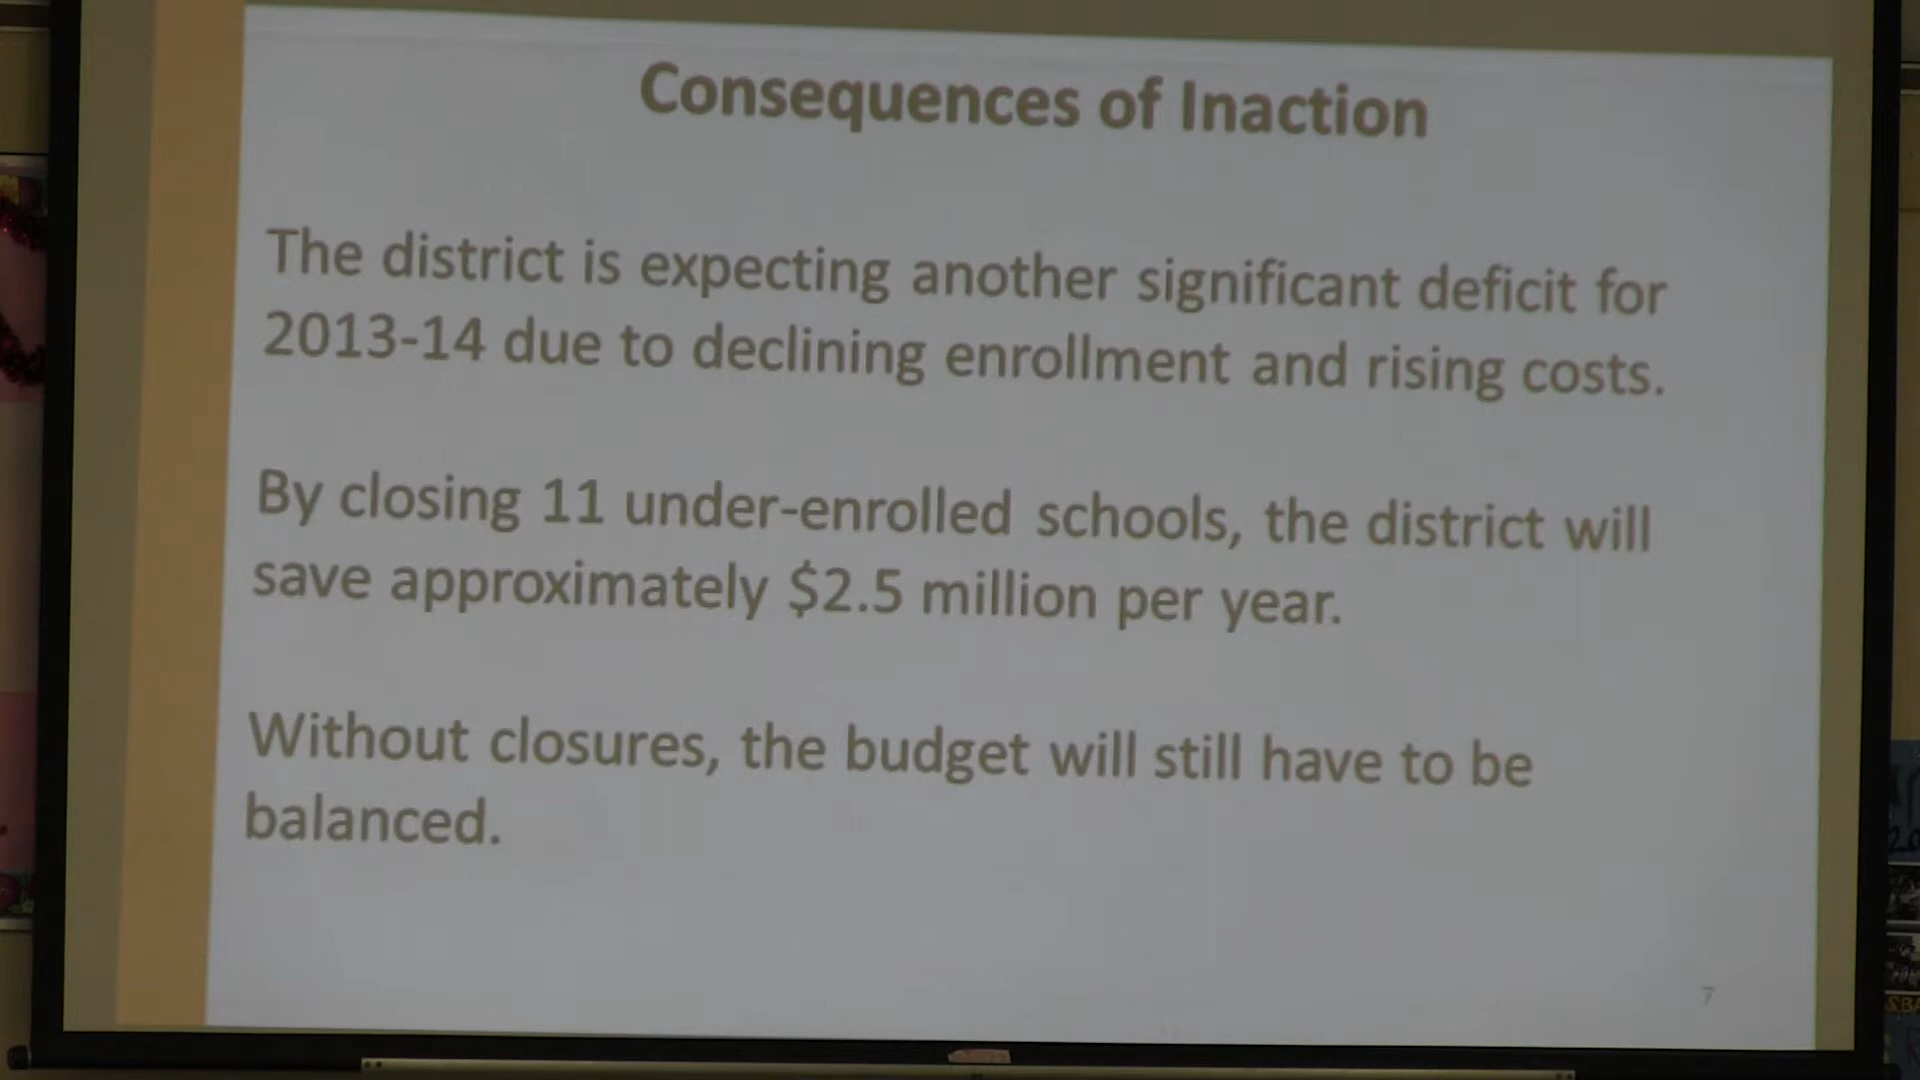 Consequences of Inaction
The district is expecting another significant deficit for
2013-14 due to declining enrollment and rising costs.
By closing 11 under-enrolled schools, the district will
save approximately $2.5 million per year.
Without closures, the budget will still have to be
balanced.
7